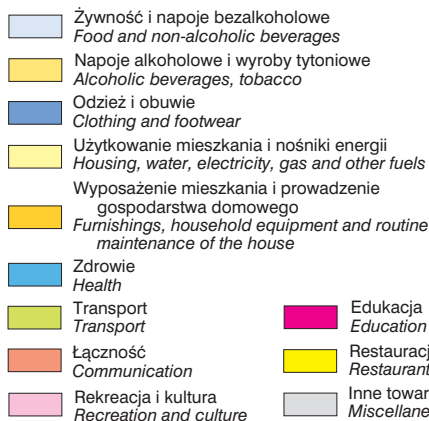 Żywność i napoje bezalkoholowe
Food and non-alcoholic beverages
Napoje alkoholowe i wyroby tytoniowe
Alcoholic beverages, tobacco
Odzież i obuwie
Clothing and footwear
Użytkowanie mieszkania i nośniki energii
Housing, water, electricity, gas and other fuels
Wyposażenie mieszkania i prowadzenie
gospodarstwa domowego
Furnishings, household equipment and routine
maintenance of the house
Zdrowie
Health
Transport
Transport
Łączność
Communication
Rekreacja i kultura
Recreation and culture
Edukacja
Education
Inne